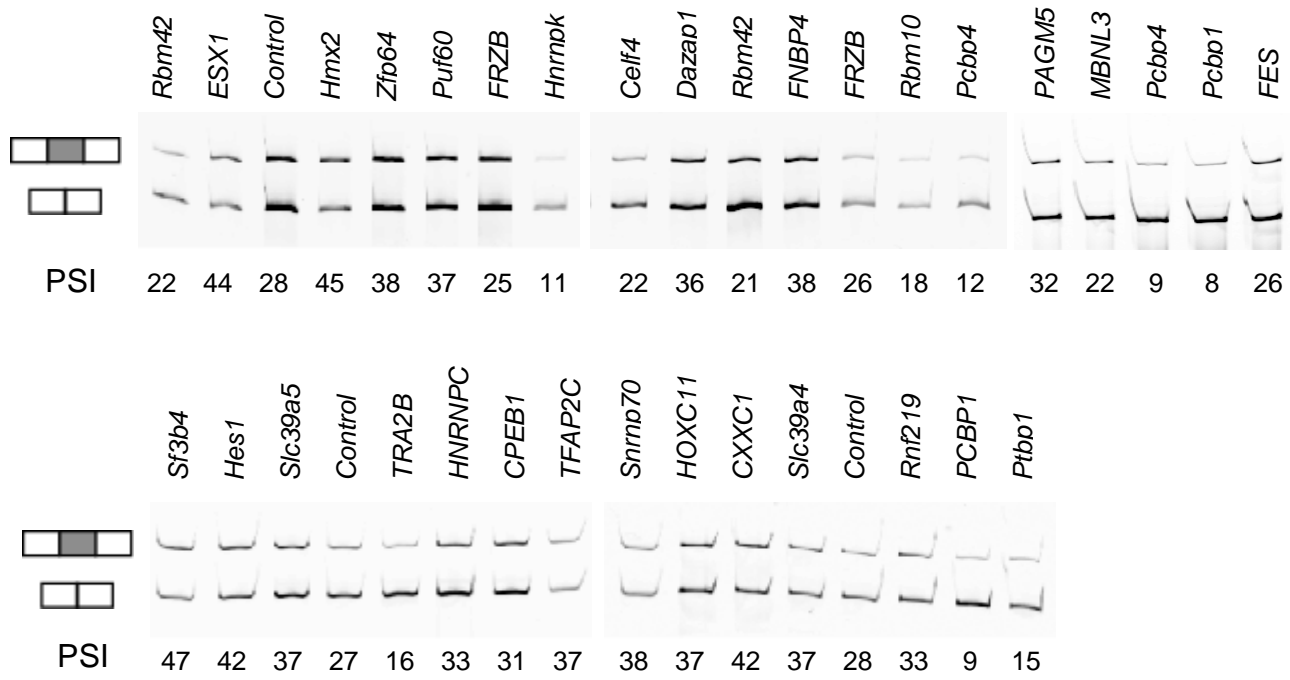 Rbm42 ESX1 Control Hmx2 Zfp64 Puf60 FRZB Hnrnpk Celf4 Dazap1 Rbm42 FNBP4 FRZB Rbm10 Pcbp4 PAGM5 MBNL3 Pcbp4 Pcbp1 FES
PSI 22 44 28 45 38 37 25 11 22 36 21 38 26 18 12 32 22 9 8 26
Sf3b4 Hes1 Slc39a5 Control TRA2B HNRNPC CPEB1 TFAP2C Snrnp70 HOXC11 CXXC1 Slc39a4 Control Rnf219 PCBP1 Ptbp1
PSI 47 42 37 27 16 33 31 37 38 37 42 37 28 33 9 15